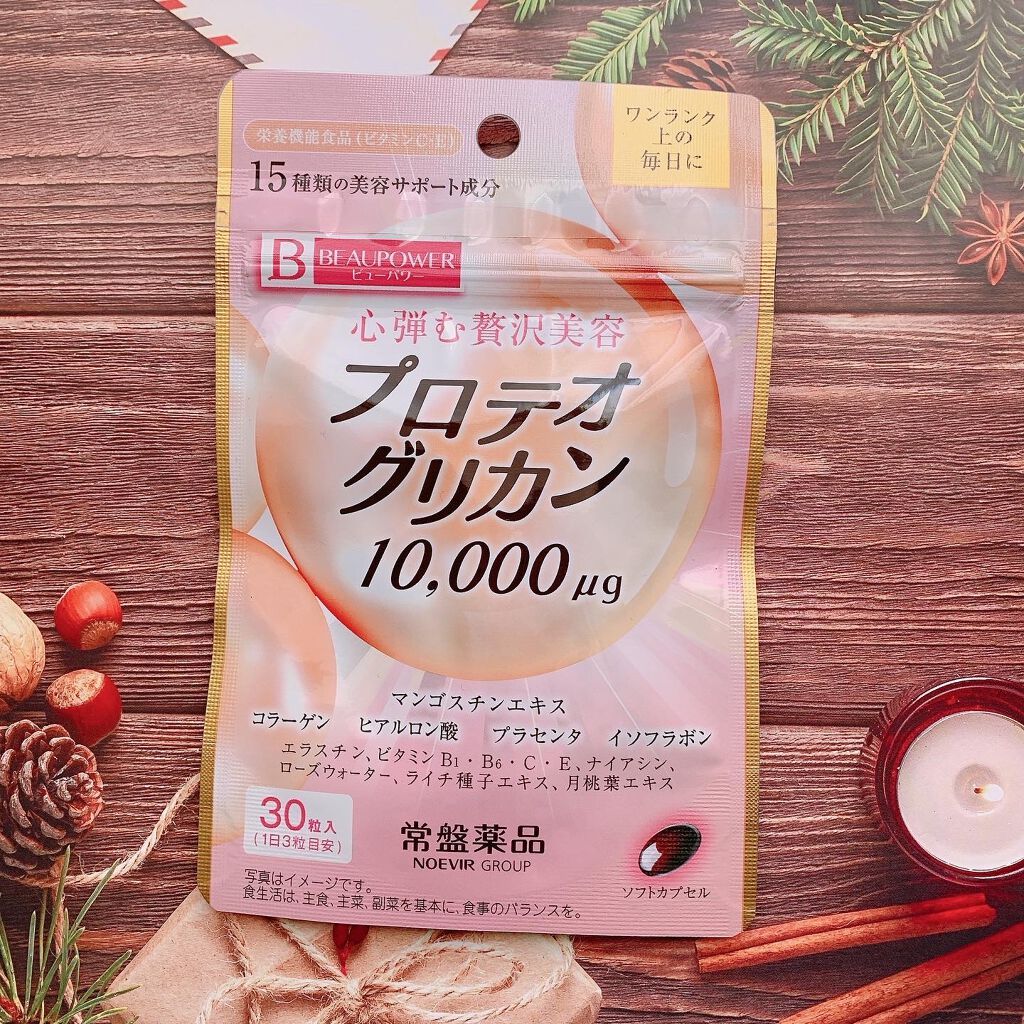 栄養機能食品(ビタミンC・E)
15種類の美容サポート成分
ワンランク
上の
毎日に
B BEAUPOWER
ビューパワー
心弾む贅沢美容
プロテオ
グリカン
10,000μg
マンゴスチンエキス
コラーゲン ヒアルロン酸 プラセンタ イソフラボン
エラスチン、ビタミンB1・B6・C・E、ナイアシン、
ローズウォーター、ライチ種子エキス、月桃葉エキス
30粒入
(1日3粒目安)
常盤薬品
NOEVIR GROUP
ソフトカプセル
写真はイメージです。
食生活は、主食、主菜、副菜を基本に、食事のバランスを。